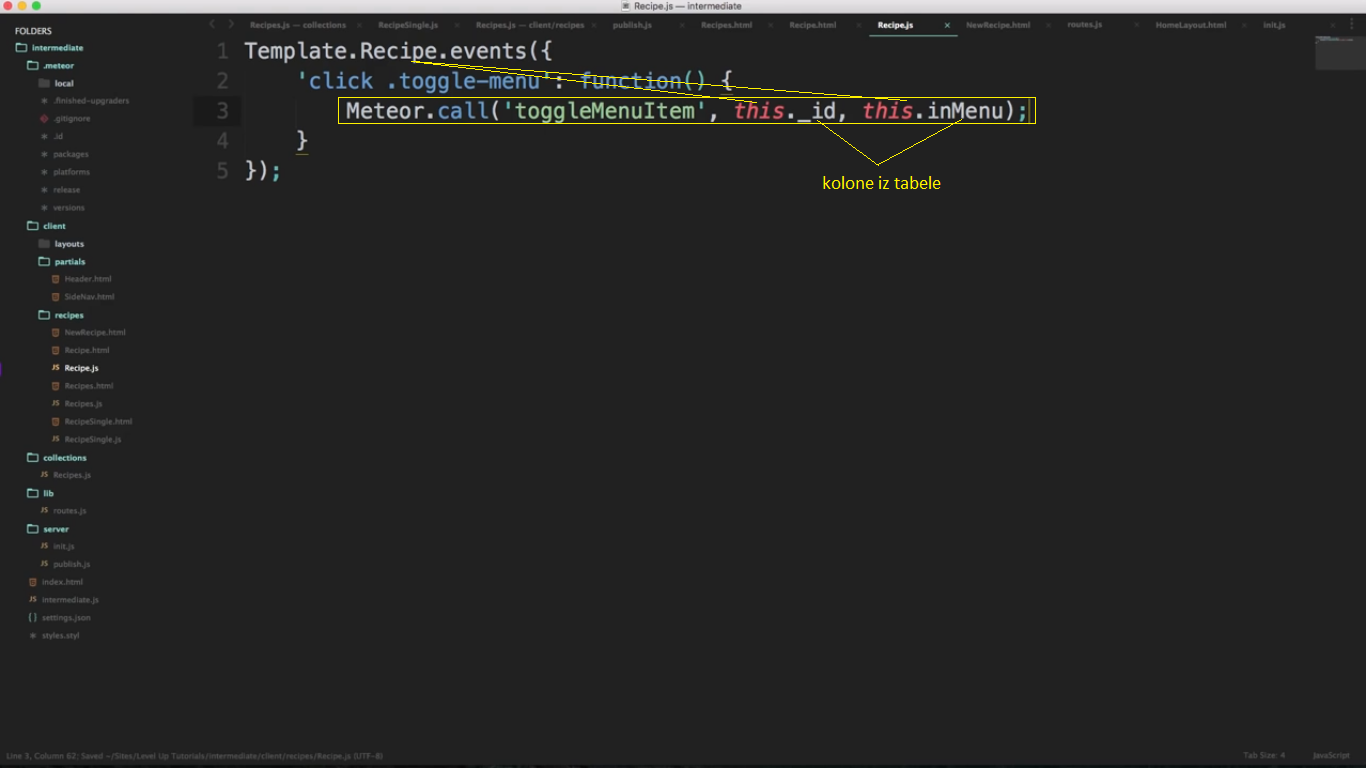 Recipe.js — intermediate
Recipes.js — collections
RecipeSingle.js
Recipes.js — client/recipes
publish.js
Recipes.html
Recipe.html
Recipe.js
NewRecipe.html
routes.js
HomeLayout.html
init.js
FOLDERS
intermediate
.meteor
local
.finished-upgraders
.gitignore
.id
packages
platforms
release
versions
client
layouts
partials
Header.html
SideNav.html
recipes
NewRecipe.html
Recipe.html
Recipe.js
Recipes.html
Recipes.js
RecipeSingle.html
RecipeSingle.js
collections
Recipes.js
lib
routes.js
server
init.js
publish.js
index.html
intermediate.js
settings.json
styles.styl
1 Template.Recipe.events({
2 'click .toggle-menu': function() {
3 Meteor.call('toggleMenuItem', this._id, this.inMenu);
4 }
5 });
kolone iz tabele
Line 3, Column 62; Saved ~/Sites/Level Up Tutorials/intermediate/client/recipes/Recipe.js (UTF-8)
Tab Size: 4
JavaScript